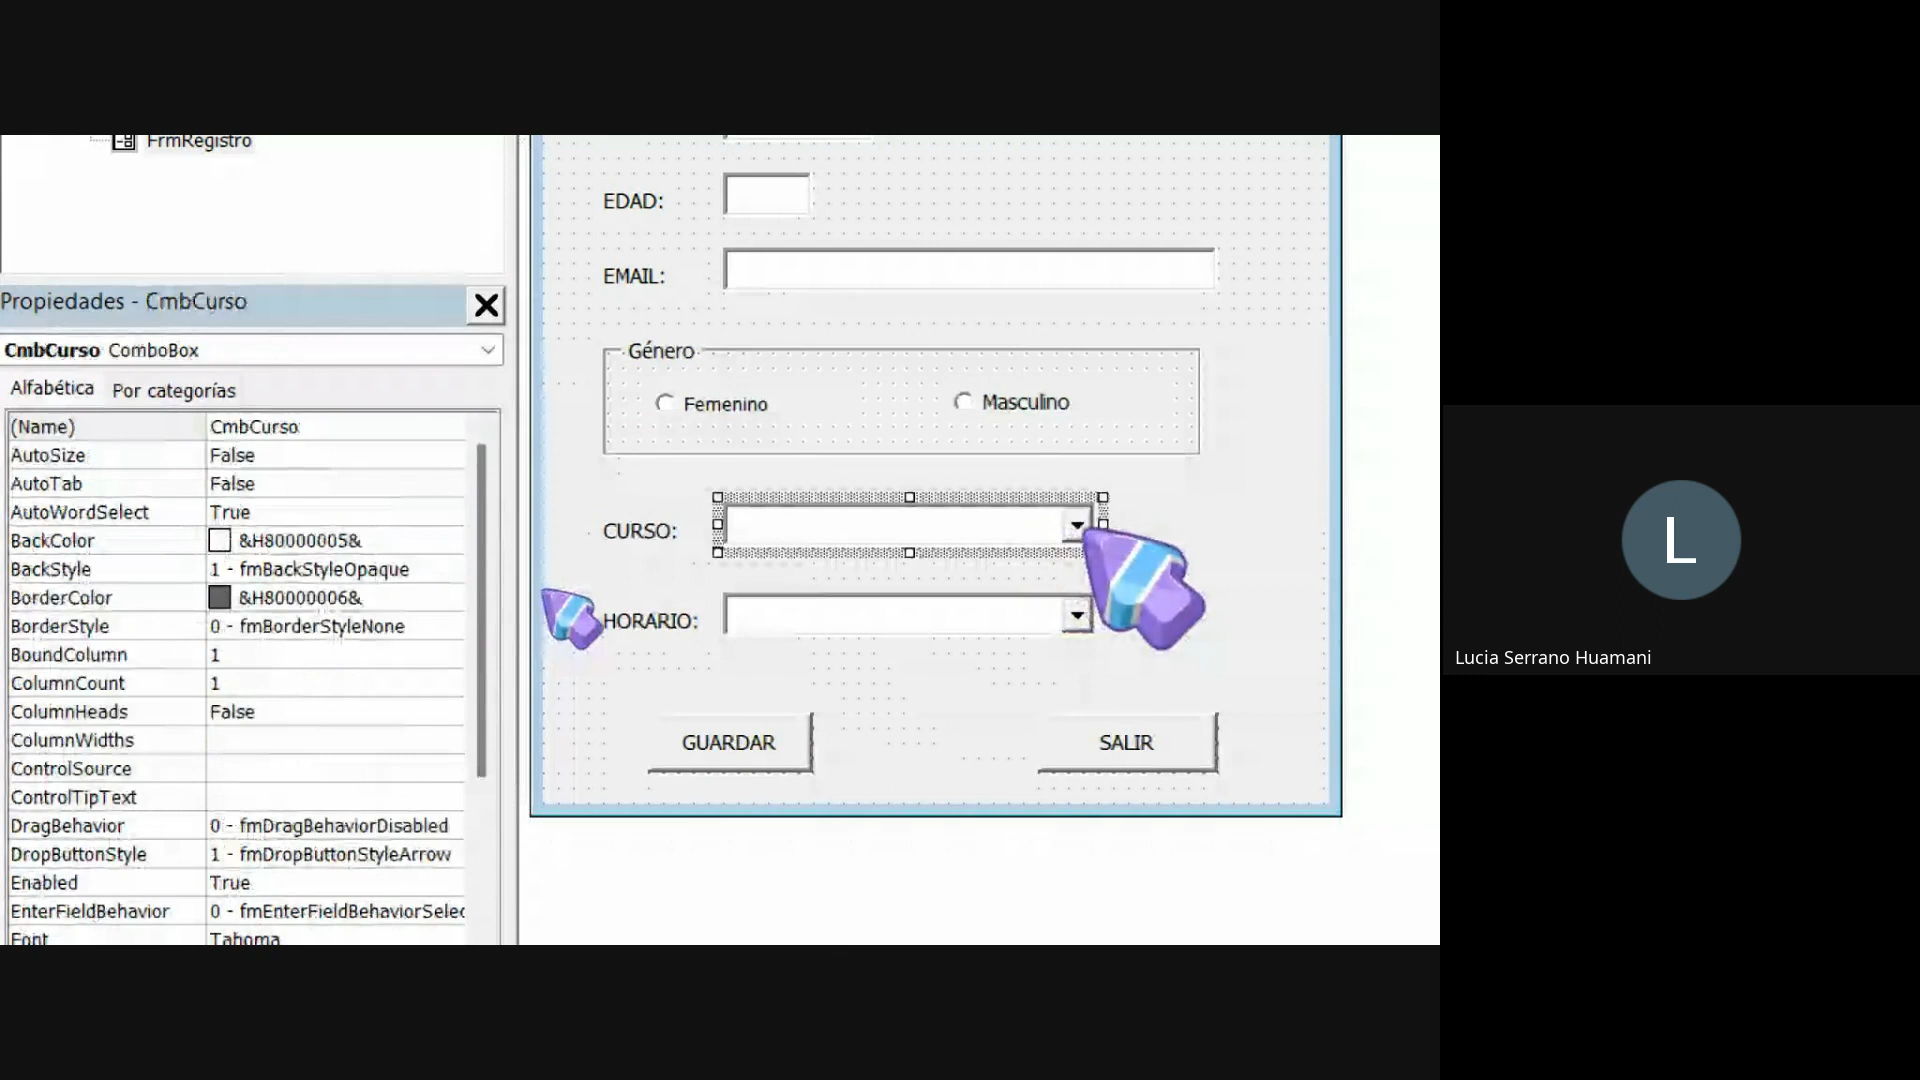 FrmRegistro
Propiedades - CmbCurso
CmbCurso ComboBox
Alfabética Por categorías
(Name) CmbCurso
AutoSize False
AutoTab False
AutoWordSelect True
BackColor &H80000005&
BackStyle 1 - fmBackStyleOpaque
BorderColor &H80000006&
BorderStyle 0 - fmBorderStyleNone
BoundColumn 1
ColumnCount 1
ColumnHeads False
ColumnWidths
ControlSource
ControlTipText
DragBehavior 0 - fmDragBehaviorDisabled
DropButtonStyle 1 - fmDropButtonStyleArrow
Enabled True
EnterFieldBehavior 0 - fmEnterFieldBehaviorSelec
Font Tahoma
EDAD:
EMAIL:
Género
Femenino Masculino
CURSO:
HORARIO:
GUARDAR SALIR
L
Lucia Serrano Huamani